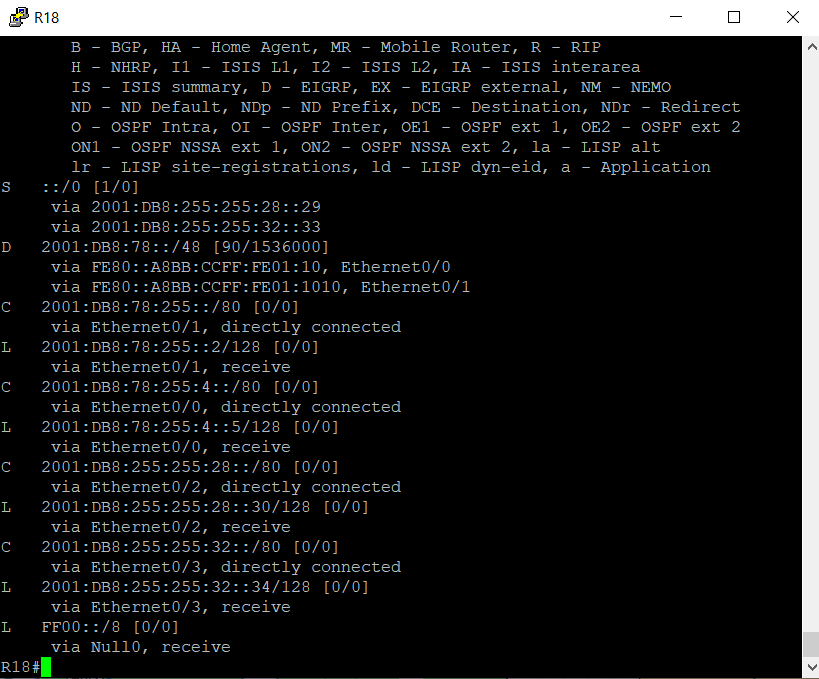 R18
B - BGP, HA - Home Agent, MR - Mobile Router, R - RIP
H - NHRP, I1 - ISIS L1, I2 - ISIS L2, IA - ISIS interarea
IS - ISIS summary, D - EIGRP, EX - EIGRP external, NM - NEMO
ND - ND Default, NDp - ND Prefix, DCE - Destination, NDr - Redirect
O - OSPF Intra, OI - OSPF Inter, OE1 - OSPF ext 1, OE2 - OSPF ext 2
ON1 - OSPF NSSA ext 1, ON2 - OSPF NSSA ext 2, la - LISP alt
lr - LISP site-registrations, ld - LISP dyn-eid, a - Application
S   ::/0 [1/0]
     via 2001:DB8:255:255:28::29
     via 2001:DB8:255:255:32::33
D   2001:DB8:78::/48 [90/1536000]
     via FE80::A8BB:CCFF:FE01:10, Ethernet0/0
     via FE80::A8BB:CCFF:FE01:1010, Ethernet0/1
C   2001:DB8:78:255::/80 [0/0]
     via Ethernet0/1, directly connected
L   2001:DB8:78:255::2/128 [0/0]
     via Ethernet0/1, receive
C   2001:DB8:78:255:4::/80 [0/0]
     via Ethernet0/0, directly connected
L   2001:DB8:78:255:4::5/128 [0/0]
     via Ethernet0/0, receive
C   2001:DB8:255:255:28::/80 [0/0]
     via Ethernet0/2, directly connected
L   2001:DB8:255:255:28::30/128 [0/0]
     via Ethernet0/2, receive
C   2001:DB8:255:255:32::/80 [0/0]
     via Ethernet0/3, directly connected
L   2001:DB8:255:255:32::34/128 [0/0]
     via Ethernet0/3, receive
L   FF00::/8 [0/0]
     via Null0, receive
R18#